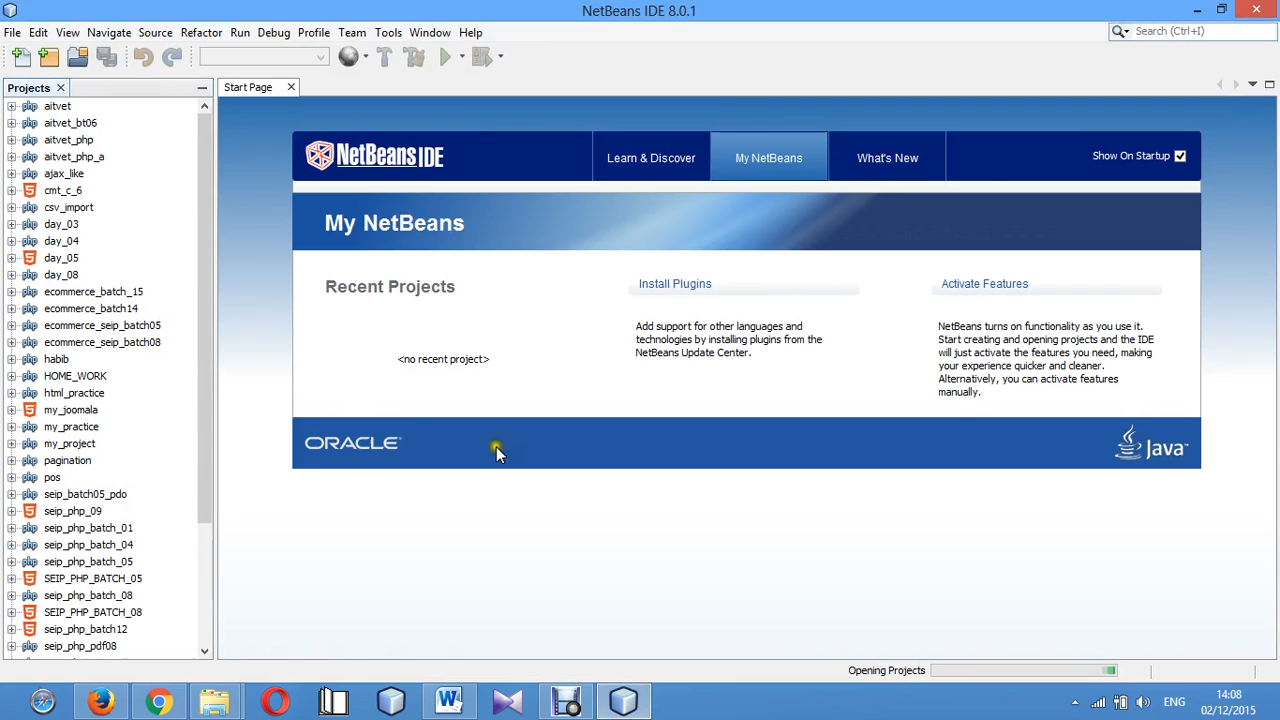 NetBeans IDE 8.0.1
File Edit View Navigate Source Refactor Run Debug Profile Team Tools Window Help
Search (Ctrl+I)
Projects
Start Page
aitvet
aitvet_bt06
aitvet_php
aitvet_php_a
ajax_like
cmt_c_6
csv_import
day_03
day_04
day_05
day_08
ecommerce_batch_15
ecommerce_batch14
ecommerce_seip_batch05
ecommerce_seip_batch08
habib
HOME_WORK
html_practice
my_joomala
my_practice
my_project
pagination
pos
seip_batch05_pdo
seip_php_09
seip_php_batch_01
seip_php_batch_04
seip_php_batch_05
SEIP_PHP_BATCH_05
seip_php_batch_08
SEIP_PHP_BATCH_08
seip_php_batch12
seip_php_pdf08
NetBeans IDE
Learn & Discover
My NetBeans
What's New
Show On Startup
My NetBeans
Recent Projects
<no recent project>
Install Plugins
Add support for other languages and
technologies by installing plugins from the
NetBeans Update Center.
Activate Features
NetBeans turns on functionality as you use it.
Start creating and opening projects and the IDE
will just activate the features you need, making
your experience quicker and cleaner.
Alternatively, you can activate features
manually.
ORACLE
Java
Opening Projects
ENG
14:08
02/12/2015